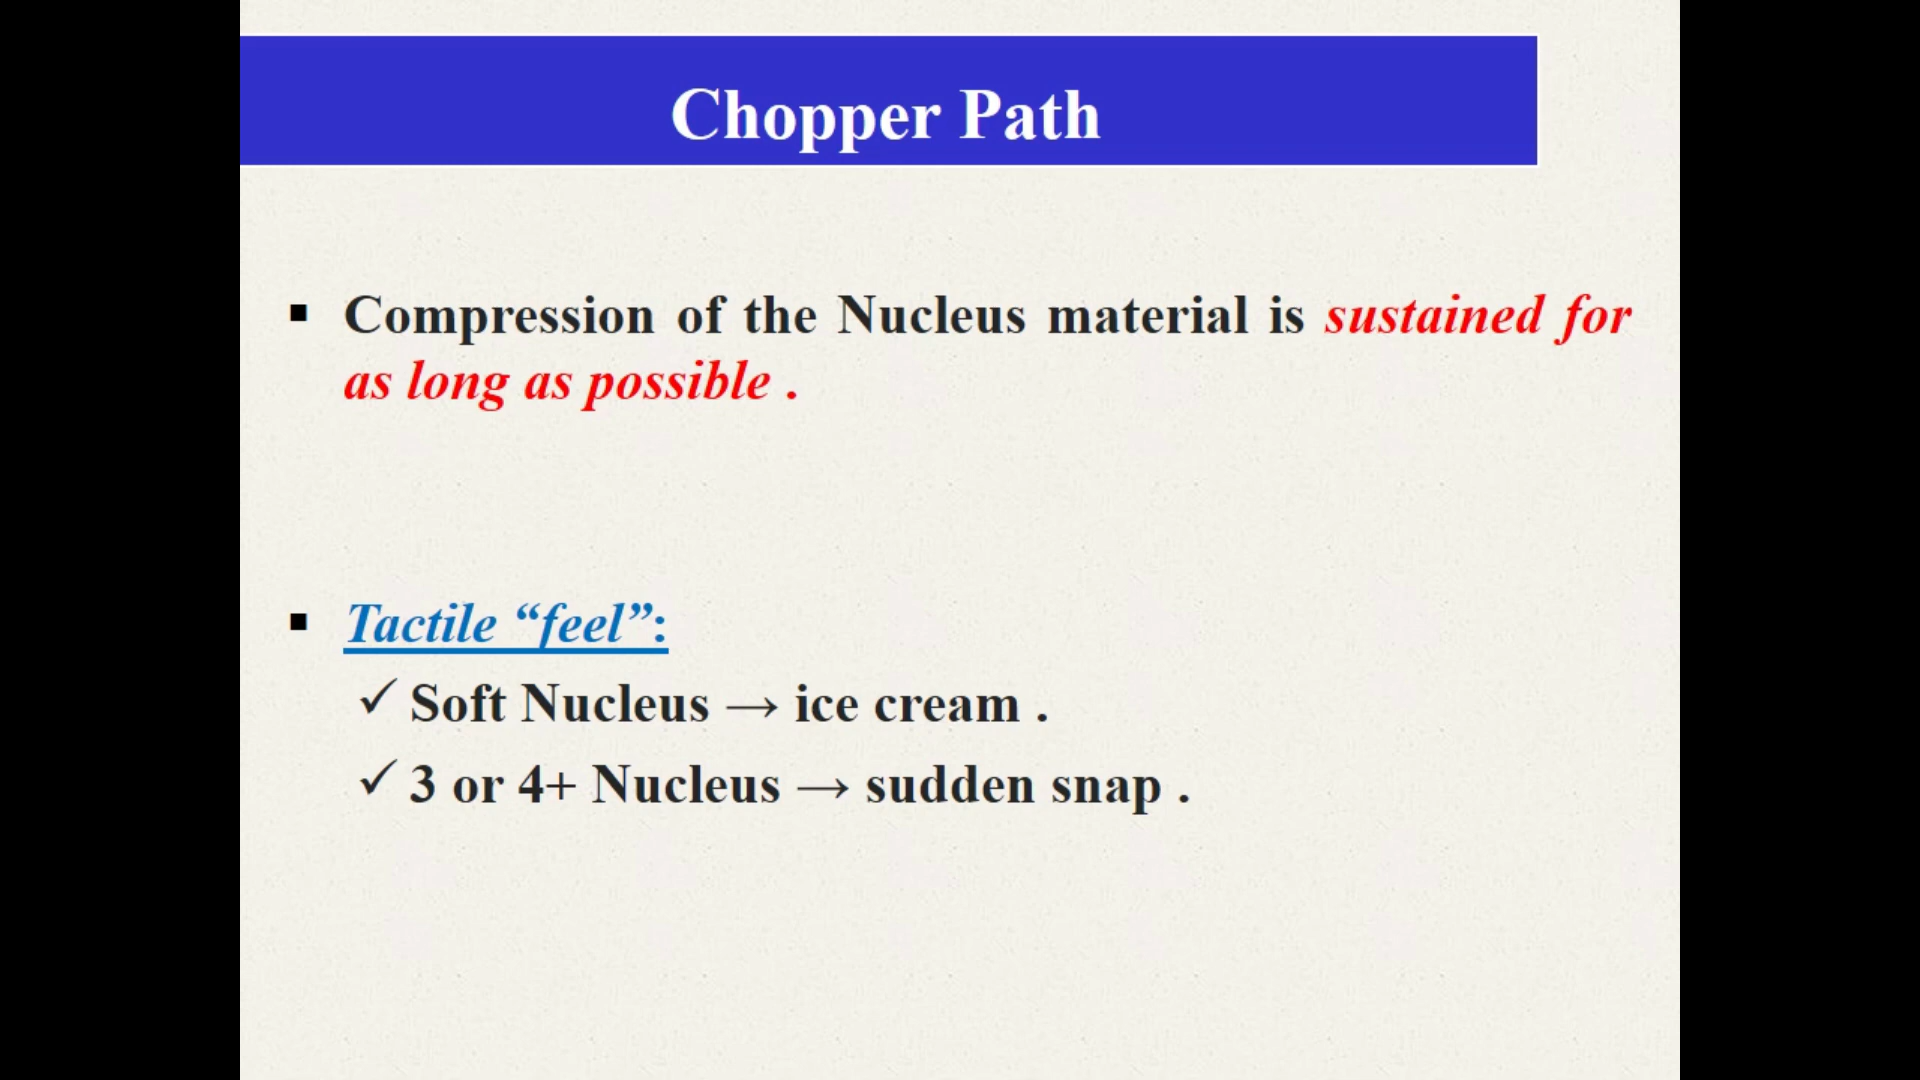 Chopper Path
▪ Compression of the Nucleus material is sustained for
as long as possible .
▪ Tactile “feel”:
✓ Soft Nucleus → ice cream .
✓ 3 or 4+ Nucleus → sudden snap .